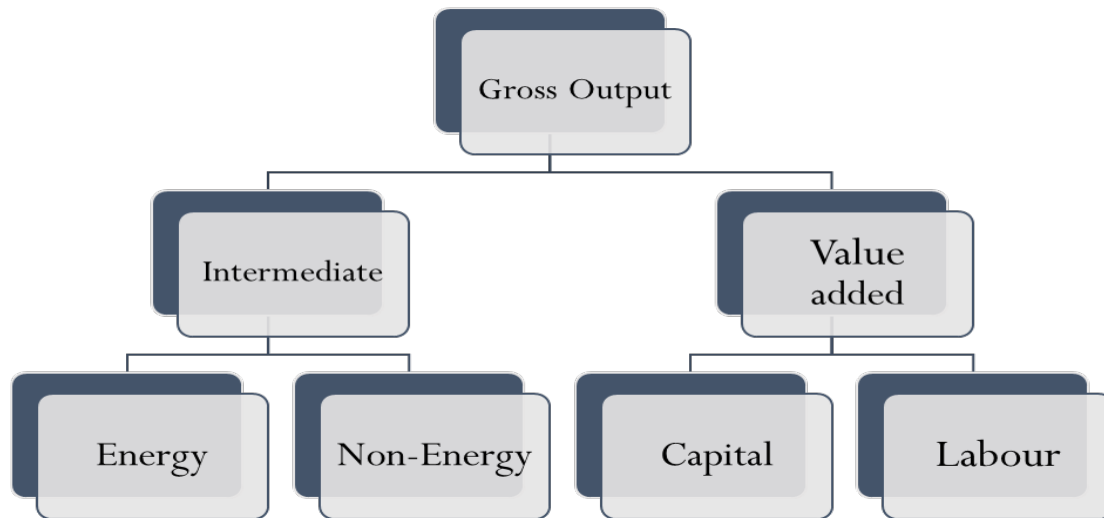 Gross Output
Intermediate
Value
added
Energy
Non-Energy
Capital
Labour